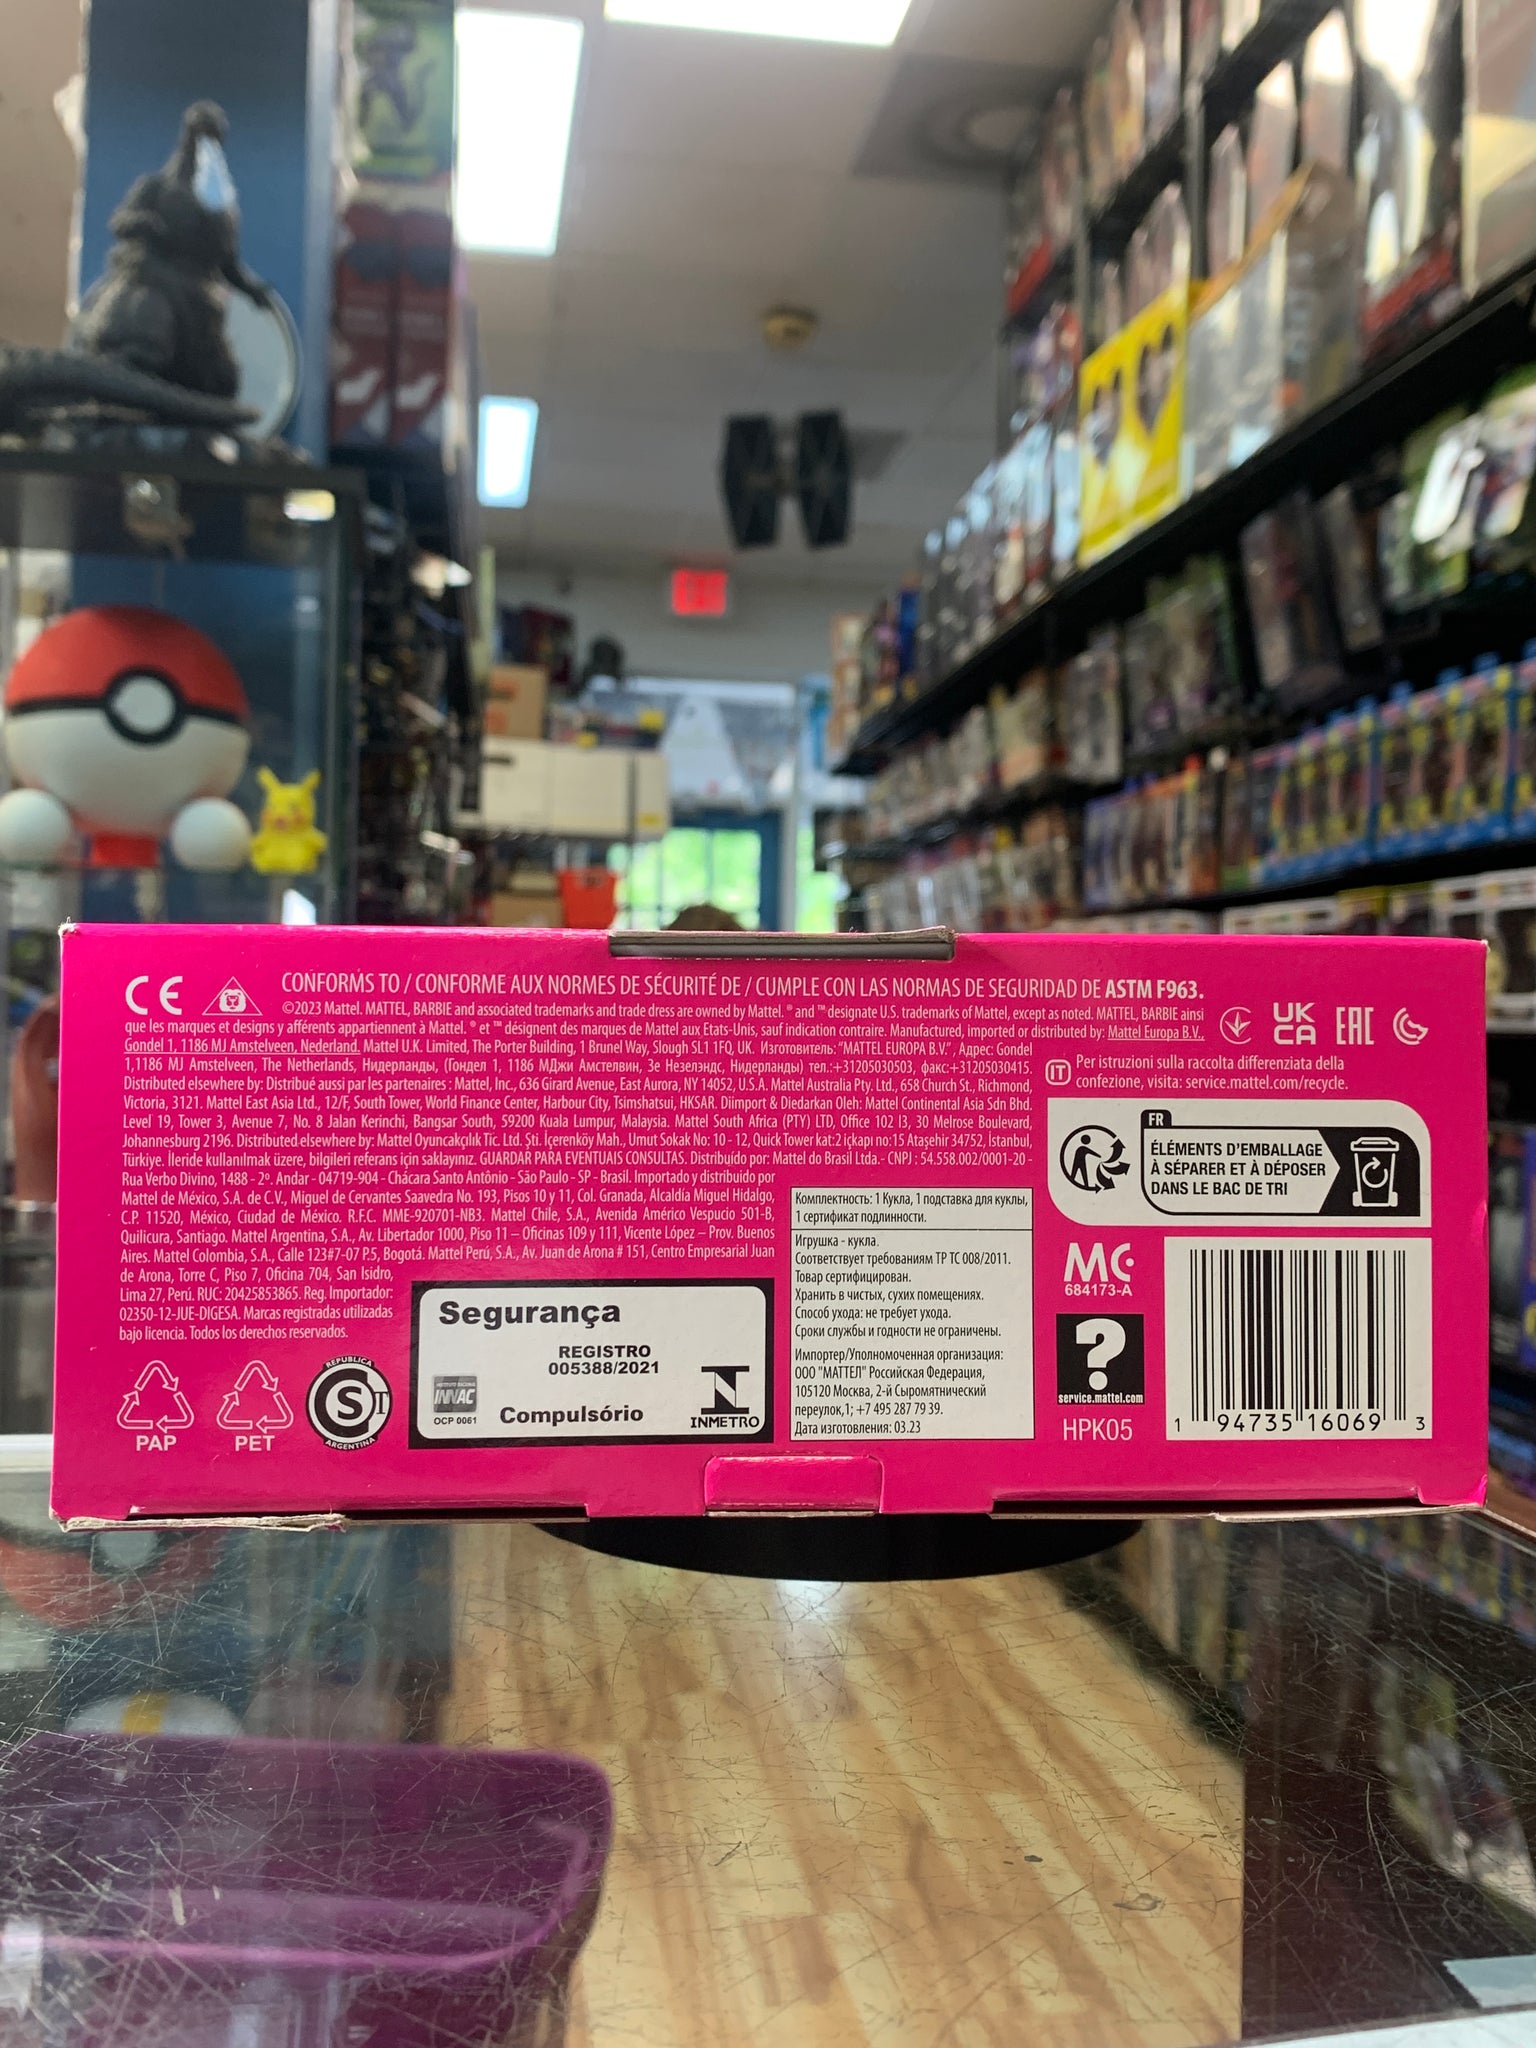 CE
CONFORMS TO / CONFORME AUX NORMES DE SÉCURITÉ DE / CUMPLE CON LAS NORMAS DE SEGURIDAD DE ASTM F963.
©2023 Mattel. MATTEL, BARBIE and associated trademarks and trade dress are owned by Mattel. ® and ™ designate U.S. trademarks of Mattel, except as noted. MATTEL, BARBIE ainsi
que les marques et designs y afférents appartiennent à Mattel. ® et ™ désignent des marques de Mattel aux Etats-Unis, sauf indication contraire. Manufactured, imported or distributed by: Mattel Europa B.V.,
Gondel 1, 1186 MJ Amstelveen, Nederland. Mattel U.K. Limited, The Porter Building, 1 Brunel Way, Slough SL1 1FQ, UK. Изготовитель: "MATTEL EUROPA B.V.", Адрес: Gondel
1,1186 MJ Amstelveen, The Netherlands, Нидерланды, (Гондел 1, 1186 МДжи Амстелвин, Зе Незелэндс, Нидерланды) тел.:+31205030503, факс:+31205030415.
Distributed elsewhere by: Distribué aussi par les partenaires : Mattel, Inc., 636 Girard Avenue, East Aurora, NY 14052, U.S.A. Mattel Australia Pty. Ltd., 658 Church St., Richmond,
Victoria, 3121. Mattel East Asia Ltd., 12/F, South Tower, World Finance Center, Harbour City, Tsimshatsui, HKSAR. Diimport & Diedarkan Oleh: Mattel Continental Asia Sdn Bhd.
Level 19, Tower 3, Avenue 7, No. 8 Jalan Kerinchi, Bangsar South, 59200 Kuala Lumpur, Malaysia. Mattel South Africa (PTY) LTD, Office 102 I3, 30 Melrose Boulevard,
Johannesburg 2196. Distributed elsewhere by: Mattel Oyuncakçılık Tic. Ltd. Şti. İçerenköy Mah., Umut Sokak No: 10 - 12, Quick Tower kat:2 içkapı no:15 Ataşehir 34752, İstanbul,
Türkiye. İleride kullanılmak üzere, bilgileri referans için saklayınız. GUARDAR PARA EVENTUAIS CONSULTAS. Distribuído por: Mattel do Brasil Ltda.- CNPJ : 54.558.002/0001-20 -
Rua Verbo Divino, 1488 - 2º. Andar - 04719-904 - Chácara Santo Antônio - São Paulo - SP - Brasil. Importado y distribuido por
Mattel de México, S.A. de C.V., Miguel de Cervantes Saavedra No. 193, Pisos 10 y 11, Col. Granada, Alcaldía Miguel Hidalgo,
C.P. 11520, México, Ciudad de México. R.F.C. MME-920701-NB3. Mattel Chile, S.A., Avenida Américo Vespucio 501-B,
Quilicura, Santiago. Mattel Argentina, S.A., Av. Libertador 1000, Piso 11 – Oficinas 109 y 111, Vicente López – Prov. Buenos
Aires. Mattel Colombia, S.A., Calle 123#7-07 P.5, Bogotá. Mattel Perú, S.A., Av. Juan de Arona # 151, Centro Empresarial Juan
de Arona, Torre C, Piso 7, Oficina 704, San Isidro,
Lima 27, Perú. RUC: 20425853865. Reg. Importador:
02350-12-JUE-DIGESA. Marcas registradas utilizadas
bajo licencia. Todos los derechos reservados.
UK
CA
EAC
IT Per istruzioni sulla raccolta differenziata della
confezione, visita: service.mattel.com/recycle.
FR
ÉLÉMENTS D'EMBALLAGE
À SÉPARER ET À DÉPOSER
DANS LE BAC DE TRI
Комплектность: 1 Кукла, 1 подставка для куклы,
1 сертификат подлинности.
Игрушка - кукла.
Соответствует требованиям ТР ТС 008/2011.
Товар сертифицирован.
Хранить в чистых, сухих помещениях.
Способ ухода: не требует ухода.
Сроки службы и годности не ограничены.
Импортер/Уполномоченная организация:
ООО "МАТТЕЛ" Российская Федерация,
105120 Москва, 2-й Сыромятнический
переулок,1; +7 495 287 79 39.
Дата изготовления: 03.23
PAP
PET
REPUBLICA
S
ARGENTINA
Segurança
REGISTRO
005388/2021
INNAC
OCP 0061
Compulsório
INMETRO
MC
684173-A
?
service.mattel.com
HPK05
1 94735 16069 3